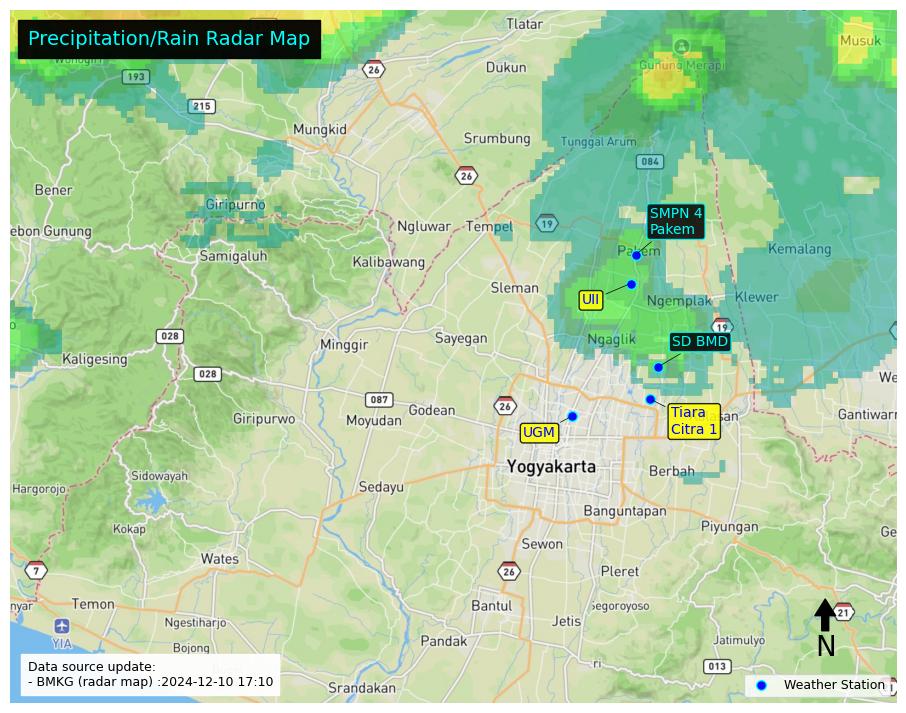 Precipitation/Rain Radar Map
Tlatar
Musuk
Wonogiri
26
Gunung Merapi
193
Dukun
215
Mungkid
Srumbung
Tunggal Arum
084
26
Bener
Giripurno
SMPN 4
Pakem
ebon Gunung
Ngluwar
Tempel
19
Pakem
Kemalang
Samigaluh
Kalibawang
Sleman
UII
Ngemplak
Klewer
19
028
Kaligesing
Minggir
Sayegan
Ngaglik
SD BMD
028
087
Godean
26
We
Giripurwo
Moyudan
UGM
Tiara
Citra 1
asan
Gantiwarn
Yogyakarta
Berbah
Hargorojo
Sidowayah
Sedayu
Banguntapan
Kokap
Piyungan
Ge
Sewon
Wates
7
26
Pleret
nyar
Temon
Bantul
Segoroyoso
21
Ngestiharjo
Jetis
YIA
Bojong
Pandak
Jatimulyo
N
Data source update:
- BMKG (radar map) :2024-12-10 17:10
ri
013
Srandakan
Weather Station